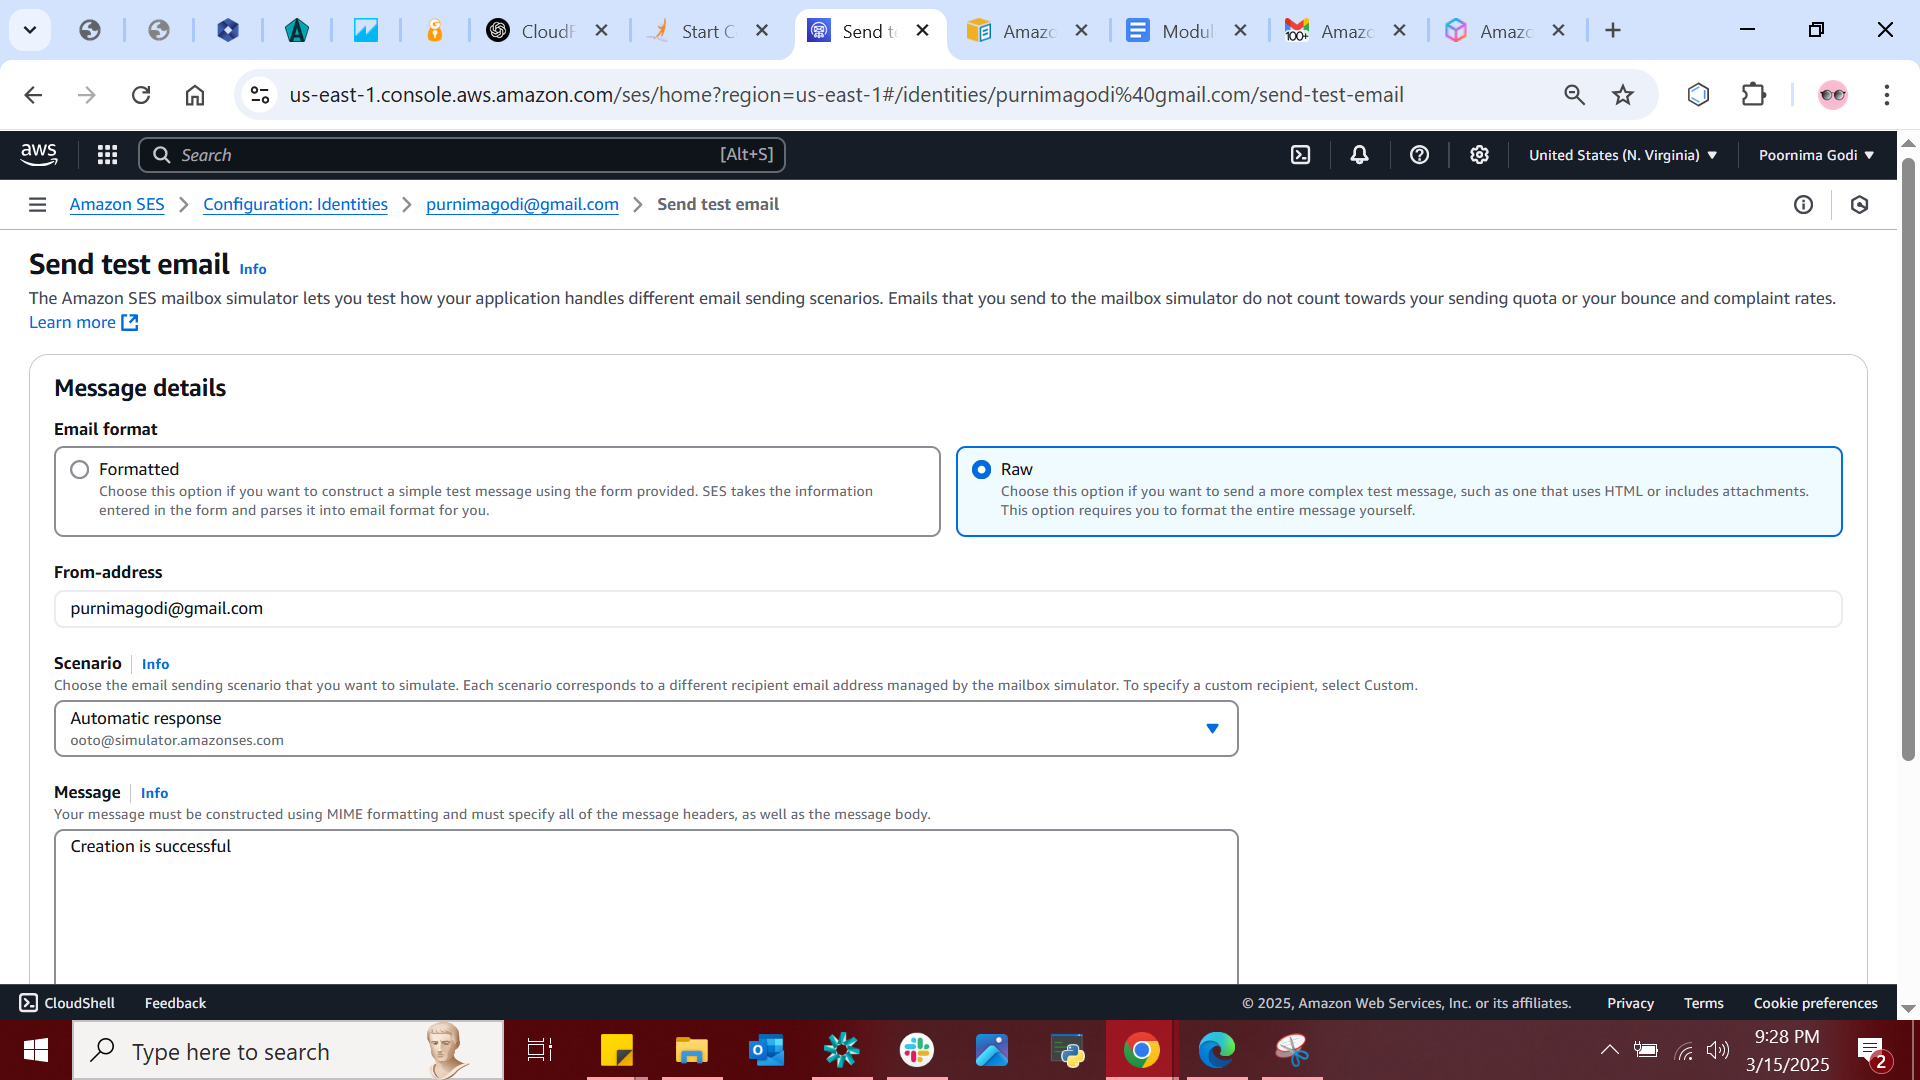 CloudF
Start C
Send te
Amazo
Modul
100+
Amazo
Amazo
us-east-1.console.aws.amazon.com/ses/home?region=us-east-1#/identities/purnimagodi%40gmail.com/send-test-email
aws
Search
[Alt+S]
United States (N. Virginia)
Poornima Godi
Amazon SES
Configuration: Identities
purnimagodi@gmail.com
Send test email
Send test email
Info
The Amazon SES mailbox simulator lets you test how your application handles different email sending scenarios. Emails that you send to the mailbox simulator do not count towards your sending quota or your bounce and complaint rates.
Learn more
Message details
Email format
Formatted
Choose this option if you want to construct a simple test message using the form provided. SES takes the information
entered in the form and parses it into email format for you.
Raw
Choose this option if you want to send a more complex test message, such as one that uses HTML or includes attachments.
This option requires you to format the entire message yourself.
From-address
purnimagodi@gmail.com
Scenario
Info
Choose the email sending scenario that you want to simulate. Each scenario corresponds to a different recipient email address managed by the mailbox simulator. To specify a custom recipient, select Custom.
Automatic response
ooto@simulator.amazonses.com
Message
Info
Your message must be constructed using MIME formatting and must specify all of the message headers, as well as the message body.
Creation is successful
CloudShell
Feedback
© 2025, Amazon Web Services, Inc. or its affiliates.
Privacy
Terms
Cookie preferences
Type here to search
9:28 PM
3/15/2025
2